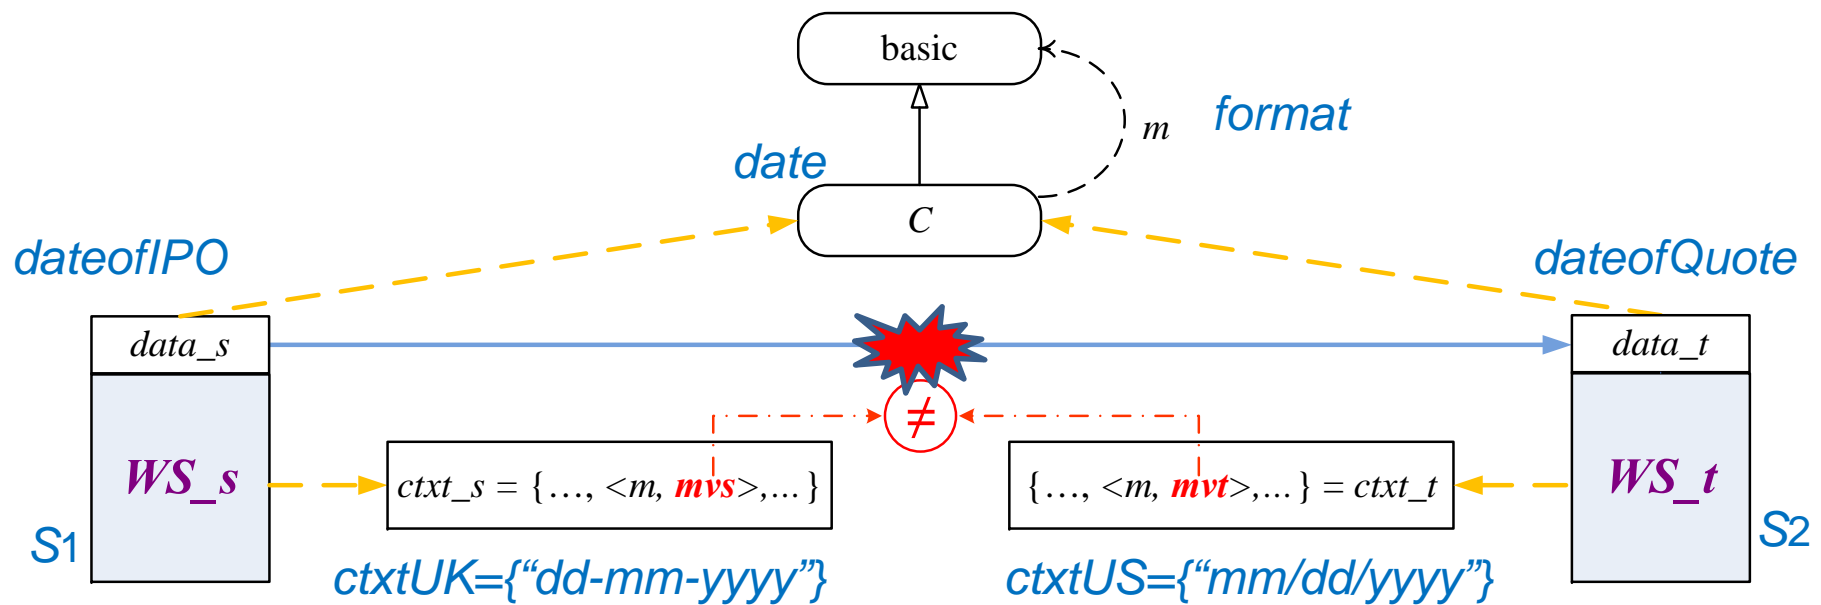 basic
format
m
date
C
dateofIPO
dateofQuote
data_s
data_t
≠
WS_s
ctxt_s = {…, <m, mvs>,…}
{…, <m, mvt>,…} = ctxt_t
WS_t
S1
S2
ctxtUK={“dd-mm-yyyy”}
ctxtUS={“mm/dd/yyyy”}